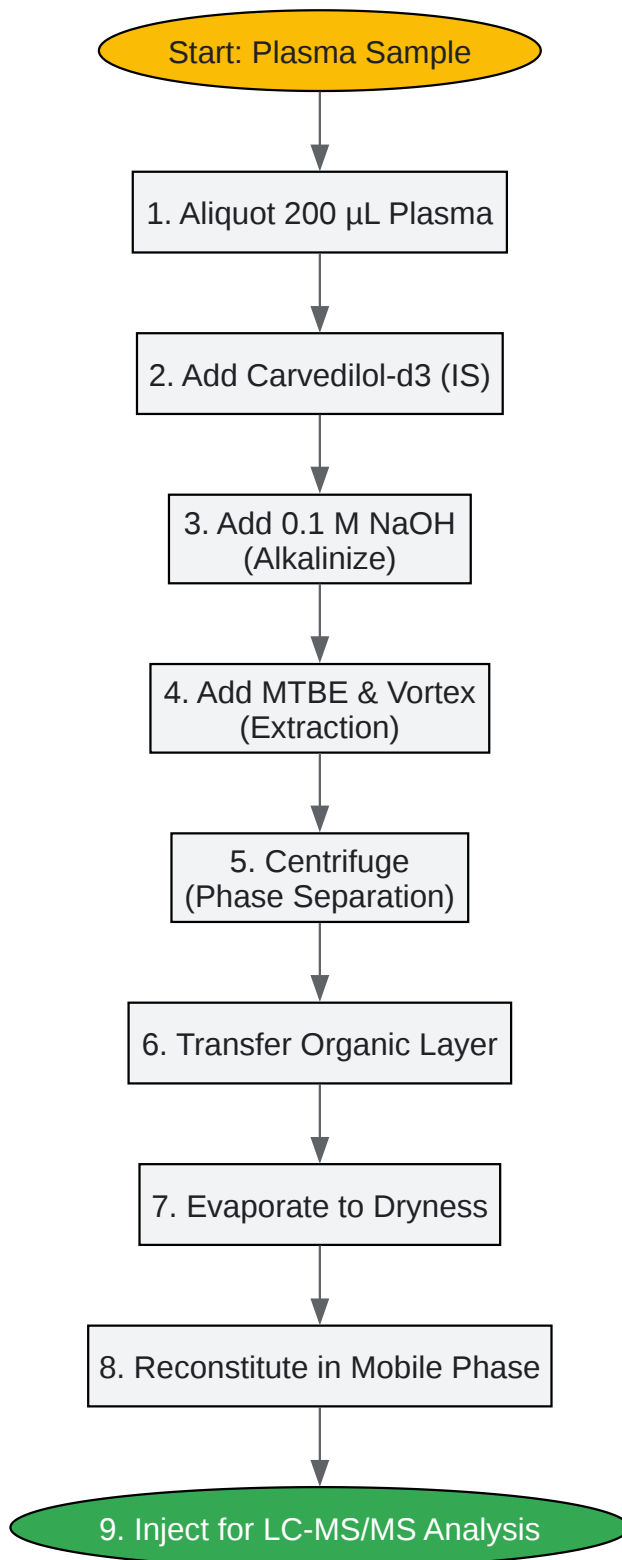 Start: Plasma Sample
1. Aliquot 200 µL Plasma
2. Add Carvedilol-d3 (IS)
3. Add 0.1 M NaOH
(Alkalinize)
4. Add MTBE & Vortex
(Extraction)
5. Centrifuge
(Phase Separation)
6. Transfer Organic Layer
7. Evaporate to Dryness
8. Reconstitute in Mobile Phase
9. Inject for LC-MS/MS Analysis